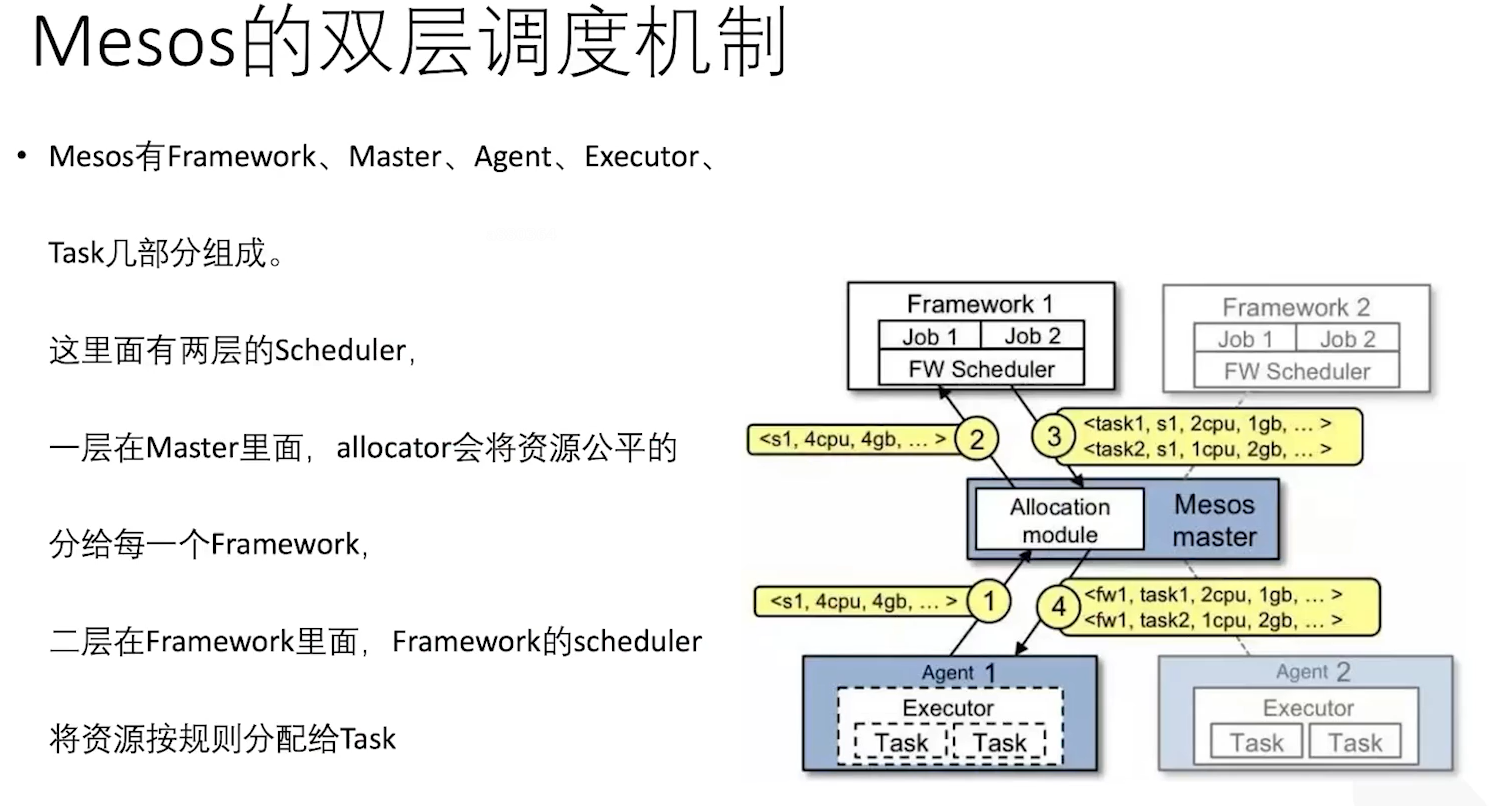 Mesos的双层调度机制
• Mesos有Framework、Master、Agent、Executor、
Task几部分组成。
这里面有两层的Scheduler,
一层在Master里面，allocator会将资源公平的
分给每一个Framework,
二层在Framework里面，Framework的scheduler
将资源按规则分配给Task
Framework 1
Job 1 Job 2
FW Scheduler
Framework 2
Job 1 Job 2
FW Scheduler
<s1, 4cpu, 4gb, ... >
2
3
<task1, s1, 2cpu, 1gb, ... >
<task2, s1, 1cpu, 2gb, ... >
Allocation
module
Mesos
master
<s1, 4cpu, 4gb, ... >
1
4
<fw1, task1, 2cpu, 1gb, ... >
<fw1, task2, 1cpu, 2gb, ... >
Agent 1
Executor
Task Task
Agent 2
Executor
Task Task